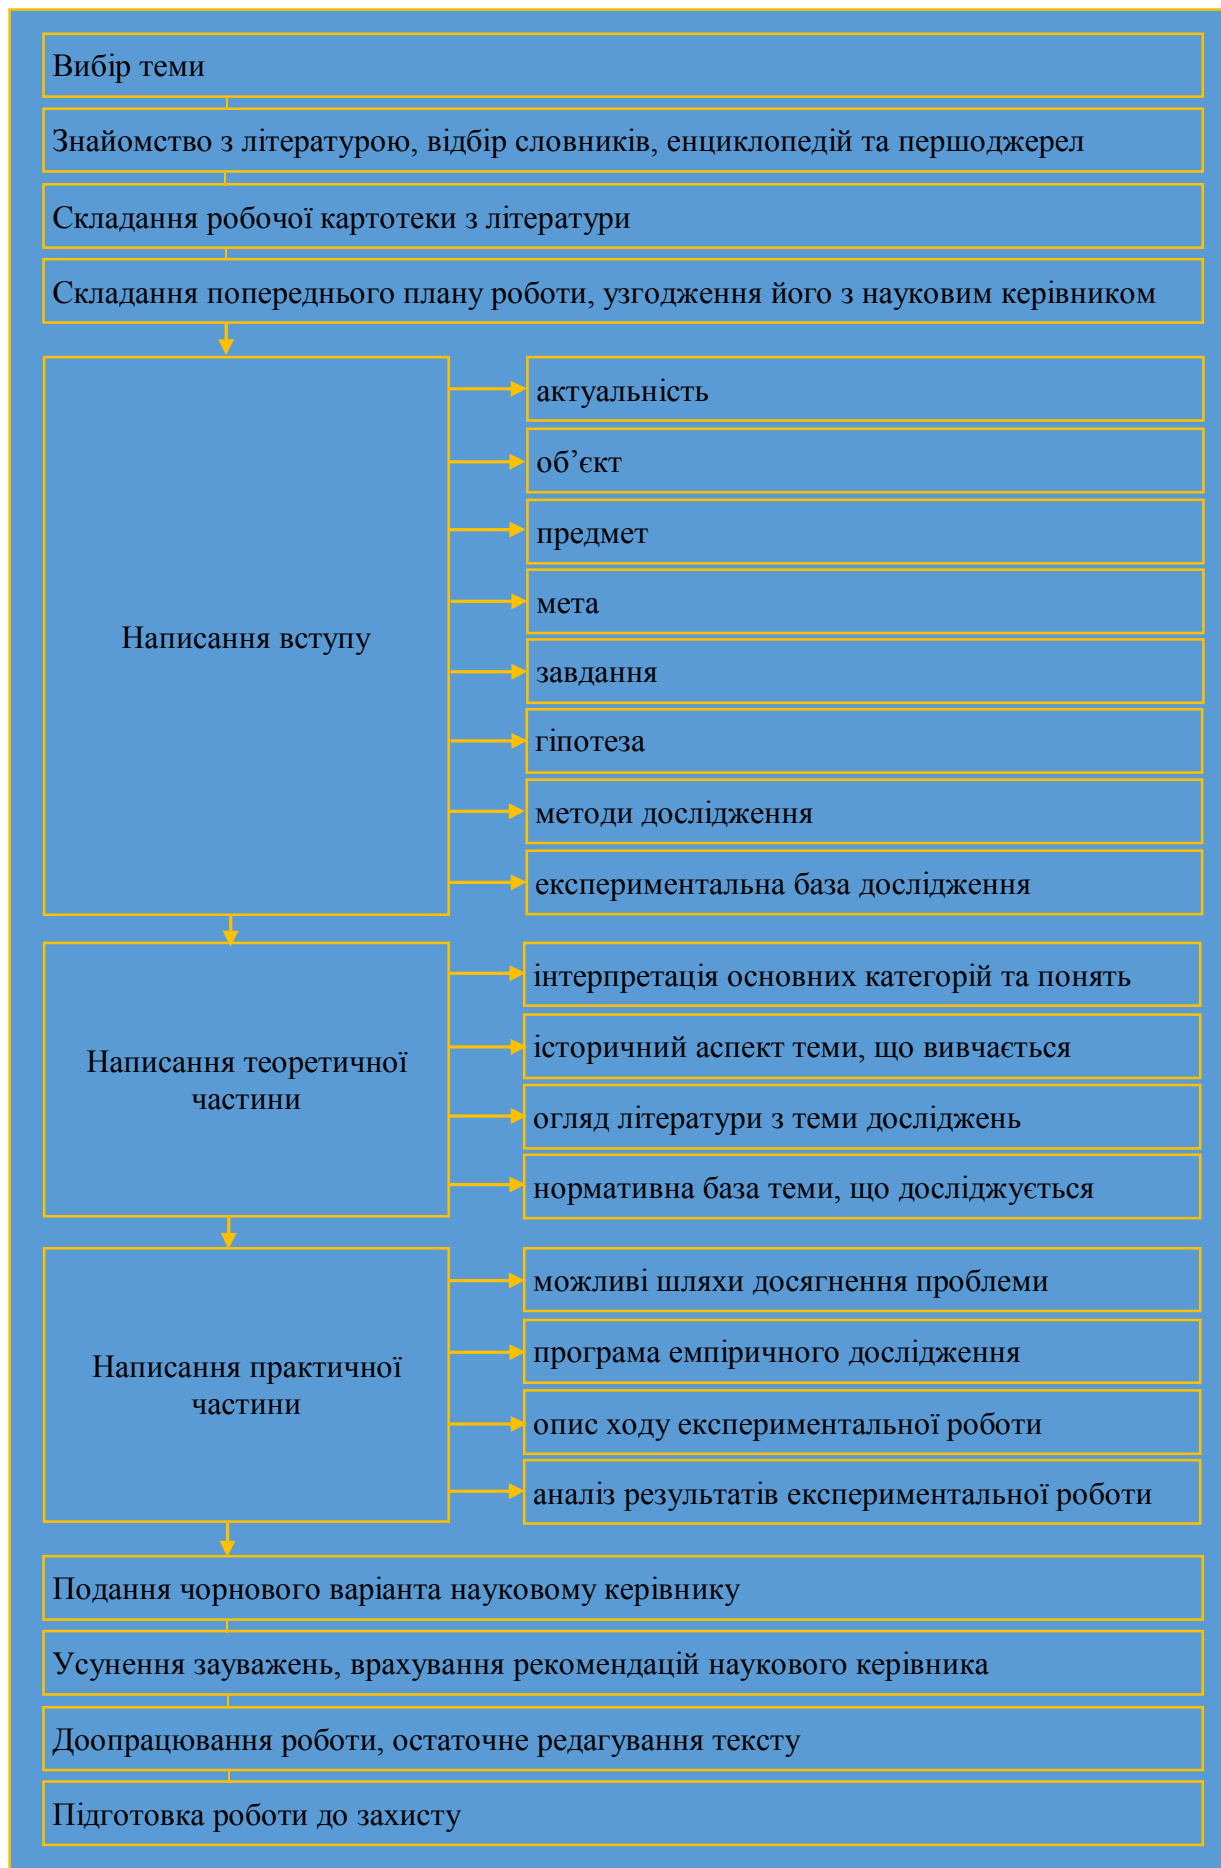 Вибір теми
Знайомство з літературою, відбір словників, енциклопедій та першоджерел
Складання робочої картотеки з літератури
Складання попереднього плану роботи, узгодження його з науковим керівником
Написання вступу
актуальність
об’єкт
предмет
мета
завдання
гіпотеза
методи дослідження
експериментальна база дослідження
Написання теоретичної
частини
інтерпретація основних категорій та понять
історичний аспект теми, що вивчається
огляд літератури з теми досліджень
нормативна база теми, що досліджується
Написання практичної
частини
можливі шляхи досягнення проблеми
програма емпіричного дослідження
опис ходу експериментальної роботи
аналіз результатів експериментальної роботи
Подання чорнового варіанта науковому керівнику
Усунення зауважень, врахування рекомендацій наукового керівника
Доопрацювання роботи, остаточне редагування тексту
Підготовка роботи до захисту